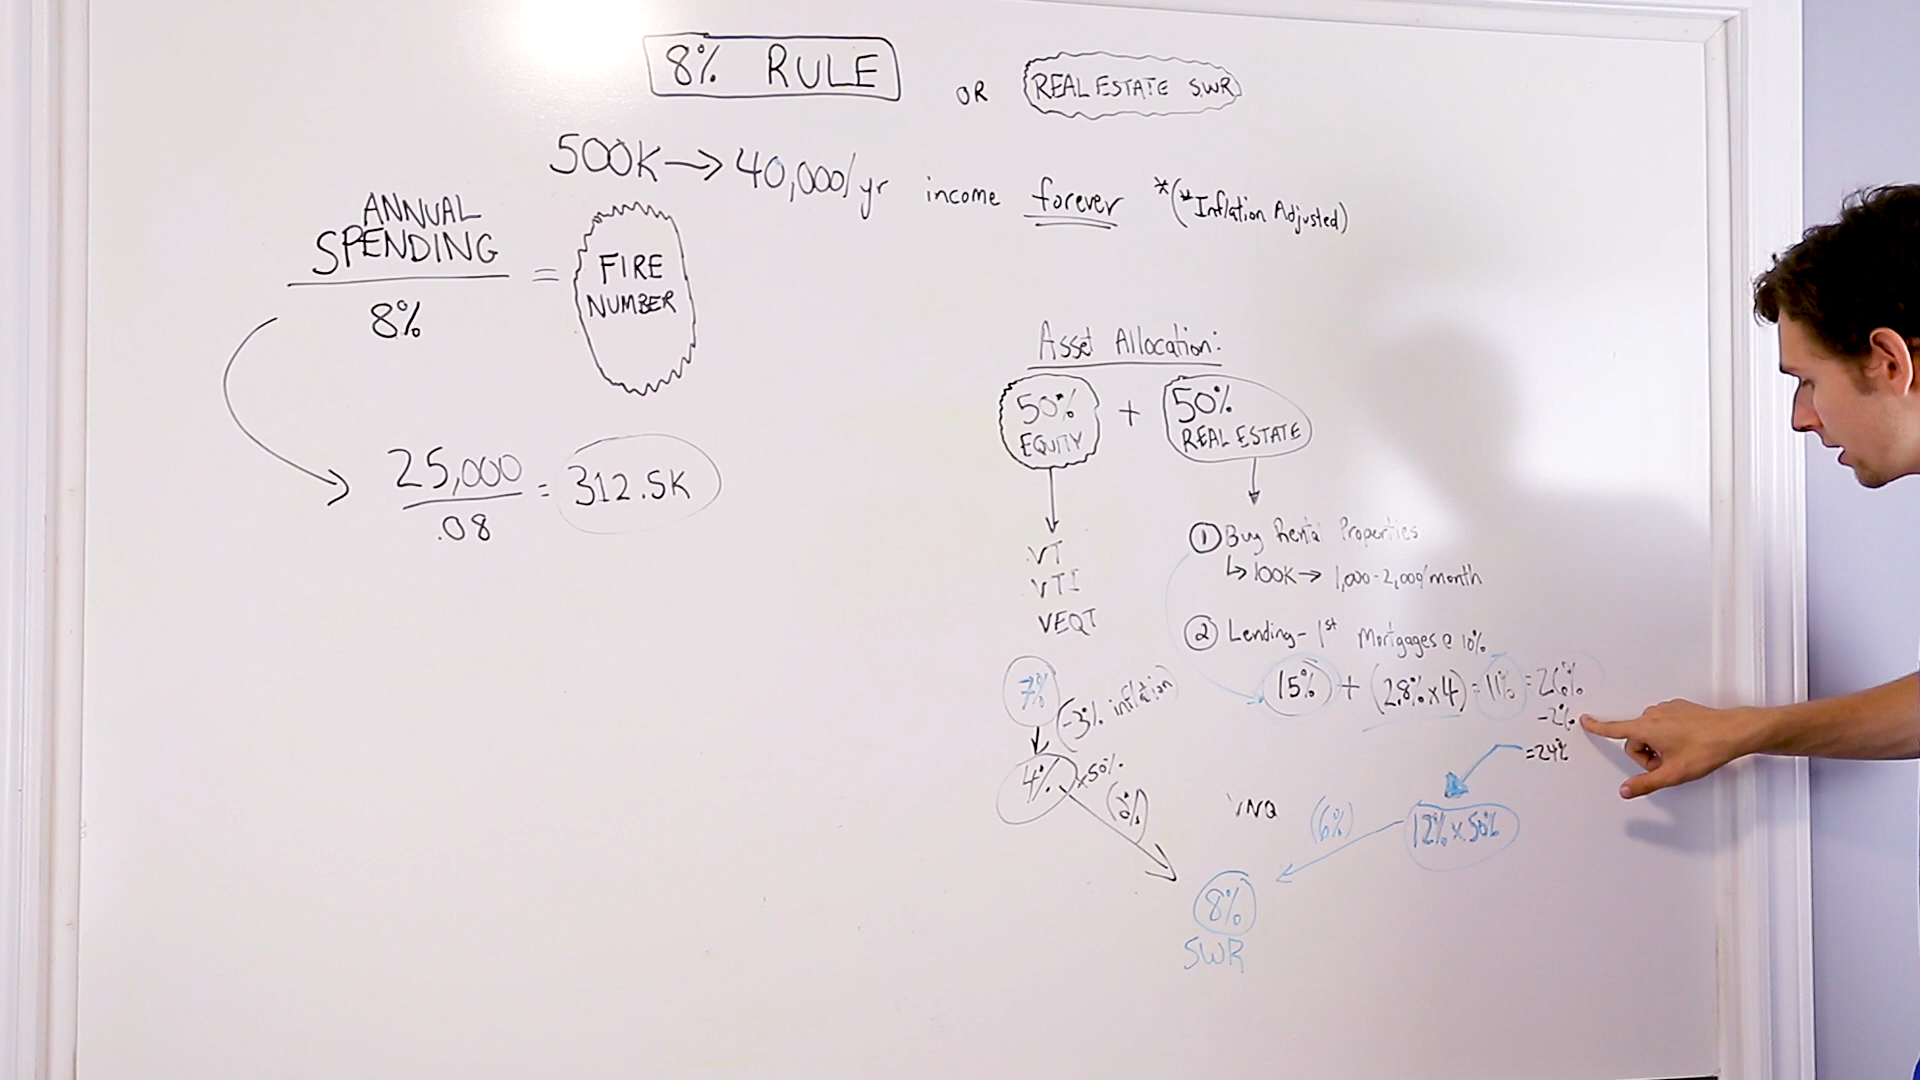 8% RULE OR REAL ESTATE SWR
500K → 40,000/yr income forever *(*Inflation Adjusted)
ANNUAL
SPENDING
8%
=
FIRE
NUMBER
25,000
.08
= 312.5K
Asset Allocation:
50%
EQUITY
+
50%
REAL ESTATE
VT
VTI
VEQT
① Buy Rental Properties
↳ 100K → 1,000-2,000/month
② Lending - 1st Mortgages @ 10%
15% + (2.8% x 4) = 11% = 26%
-2%
= 24%
7%
(-3% inflation)
4% x50%
VNQ
(6%)
12% x 50%
8%
SWR